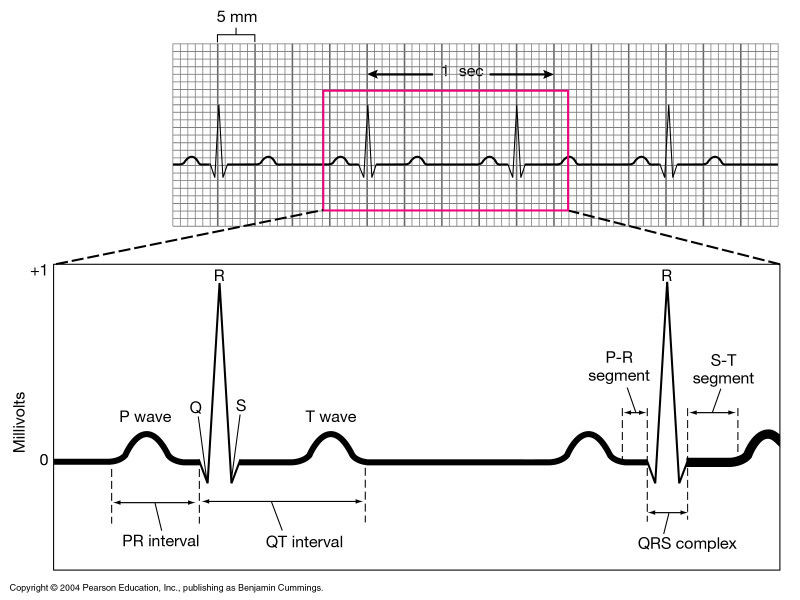 5 mm
1 sec
+1
R
R
P-R
segment
S-T
segment
Q
S
P wave
T wave
Millivolts
0
PR interval
QT interval
QRS complex
Copyright © 2004 Pearson Education, Inc., publishing as Benjamin Cummings.